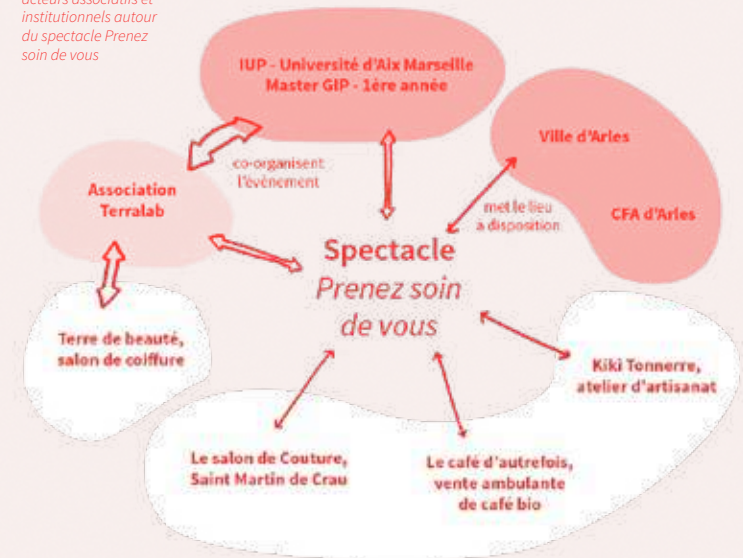 acteurs associatifs et
institutionnels autour
du spectacle Prenez
soin de vous
IUP - Université d'Aix Marseille
Master GIP - 1ère année
co-organisent
l'évènement
Ville d'Arles
CFA d'Arles
met le lieu
à disposition
Association
Terralab
Spectacle
Prenez soin
de vous
Terre de beauté,
salon de coiffure
Kiki Tonnerre,
atelier d'artisanat
Le salon de Couture,
Saint Martin de Crau
Le café d'autrefois,
vente ambulante
de café bio